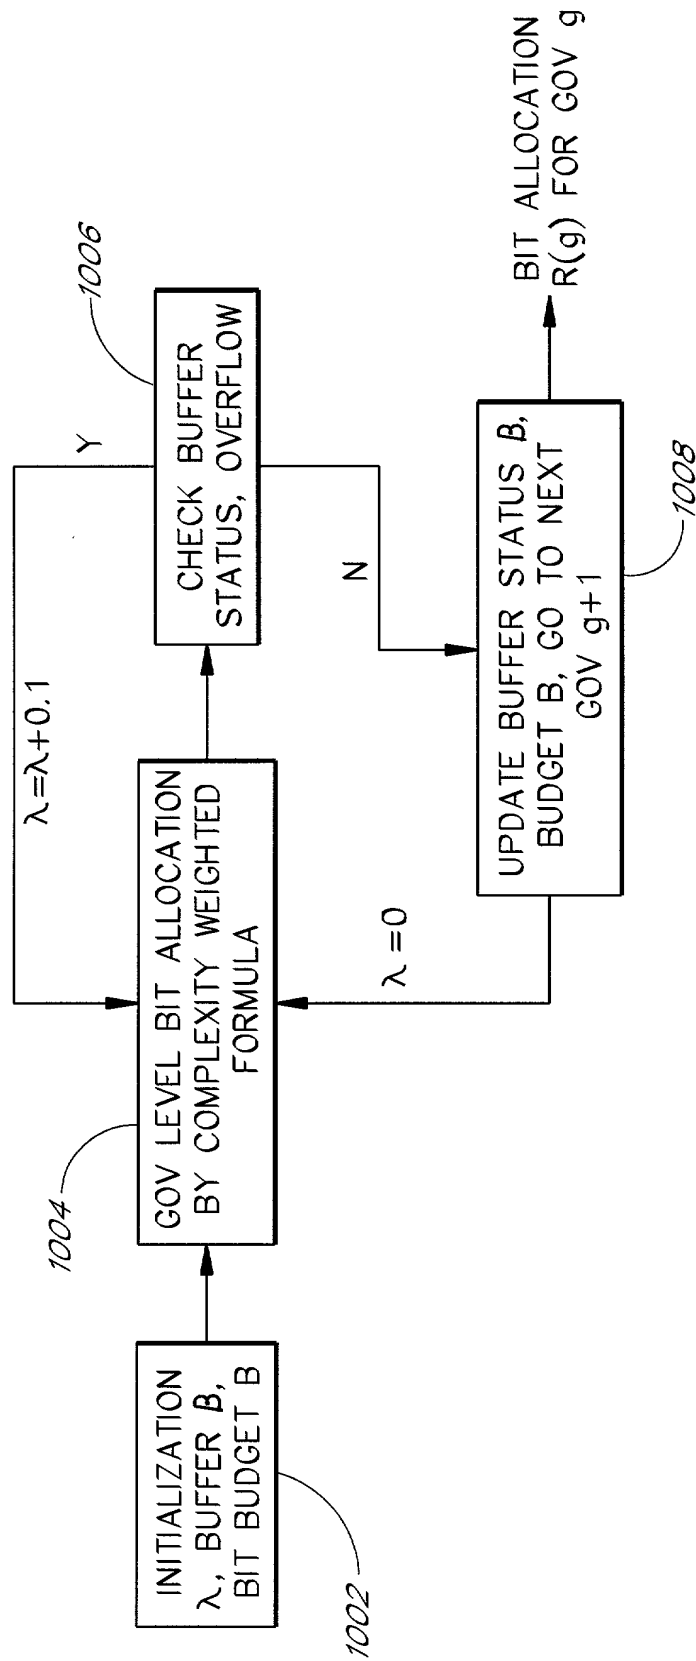 INITIALIZATION
λ, BUFFER B,
BIT BUDGET B
1002
GOV LEVEL BIT ALLOCATION
BY COMPLEXITY WEIGHTED
FORMULA
1004
λ=λ+0.1
Y
CHECK BUFFER
STATUS, OVERFLOW
1006
N
λ=0
UPDATE BUFFER STATUS B,
BUDGET B, GO TO NEXT
GOV g+1
1008
BIT ALLOCATION
R(g) FOR GOV g